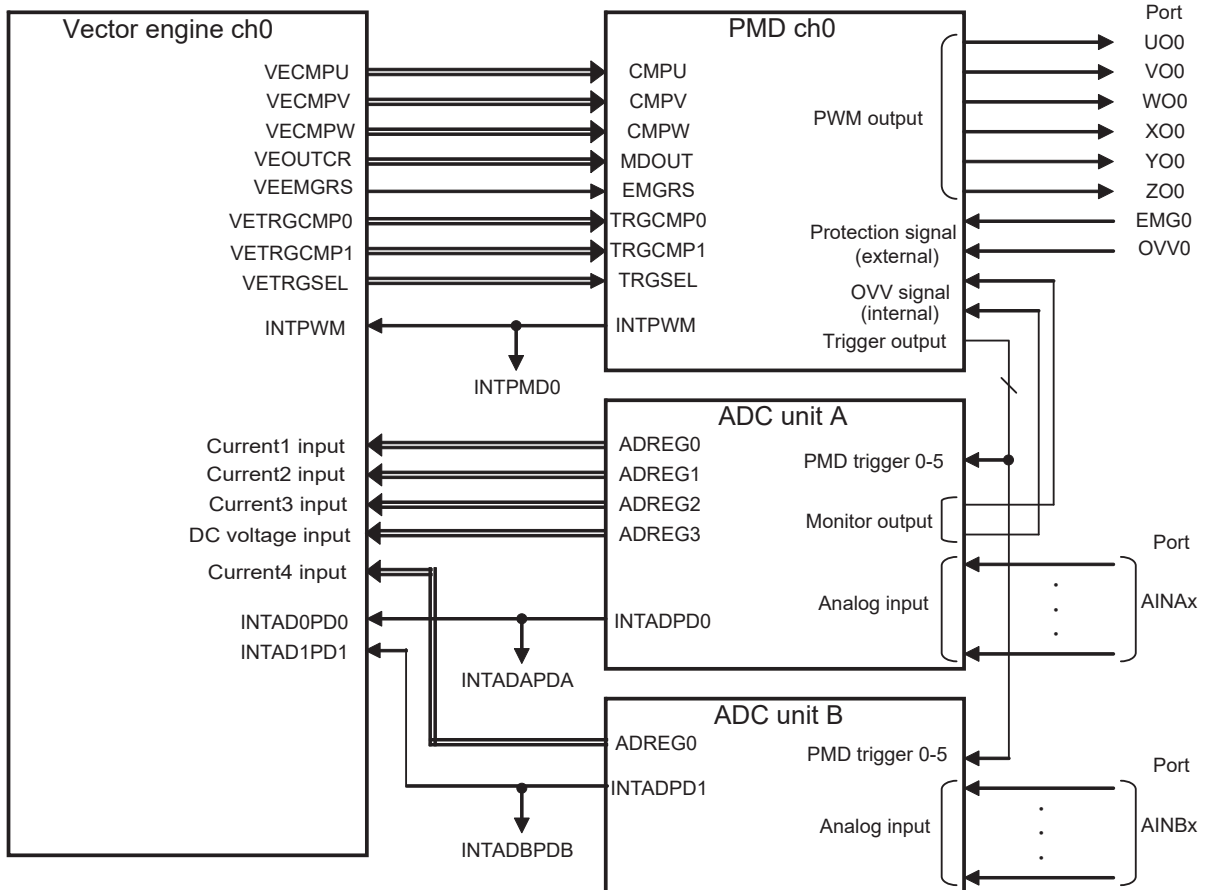 Vector engine ch0
VECMPU
VECMPV
VECMPW
VEOUTCR
VEEMGRS
VETRGCMP0
VETRGCMP1
VETRGSEL
INTPWM
Current1 input
Current2 input
Current3 input
DC voltage input
Current4 input
INTAD0PD0
INTAD1PD1
INTPMD0
INTADAPDA
INTADBPDB
PMD ch0
CMPU
CMPV
CMPW
MDOUT
EMGRS
TRGCMP0
TRGCMP1
TRGSEL
INTPWM
PWM output
Protection signal
(external)
OVV signal
(internal)
Trigger output
Port
UO0
VO0
WO0
XO0
YO0
ZO0
EMG0
OVV0
ADC unit A
ADREG0
ADREG1
ADREG2
ADREG3
INTADPD0
PMD trigger 0-5
Monitor output
Analog input
Port
AINAx
ADC unit B
ADREG0
INTADPD1
PMD trigger 0-5
Analog input
Port
AINBx